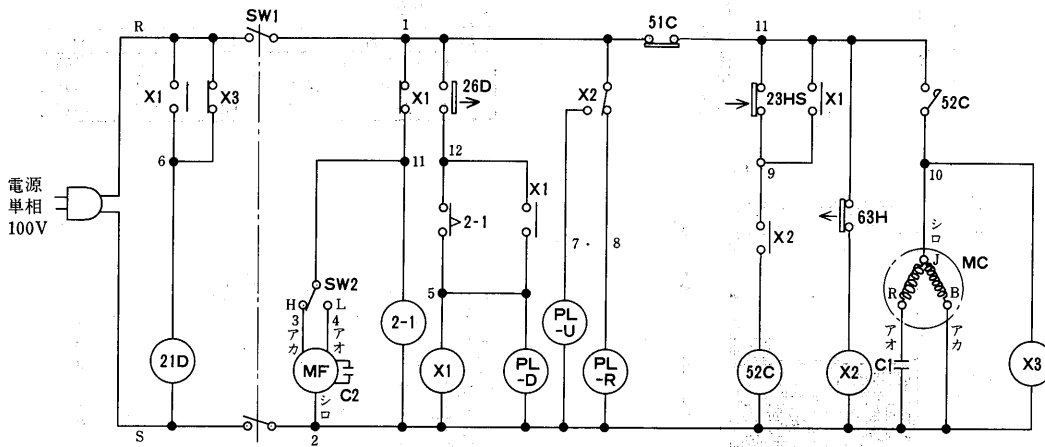 SW1
R
1
51C
11
X1
X3
X1
26D
X2
23HS
X1
52C
6
11
12
9
10
電源
単相
100V
2-1
X1
7
8
X2
63H
シロ
J
MC
R
B
SW2
H
L
3
4
アカ
アオ
5
アオ
アカ
C1
21D
MF
C2
シロ
2-1
X1
PL
-D
PL
-U
PL
-R
52C
X2
X3
S
2